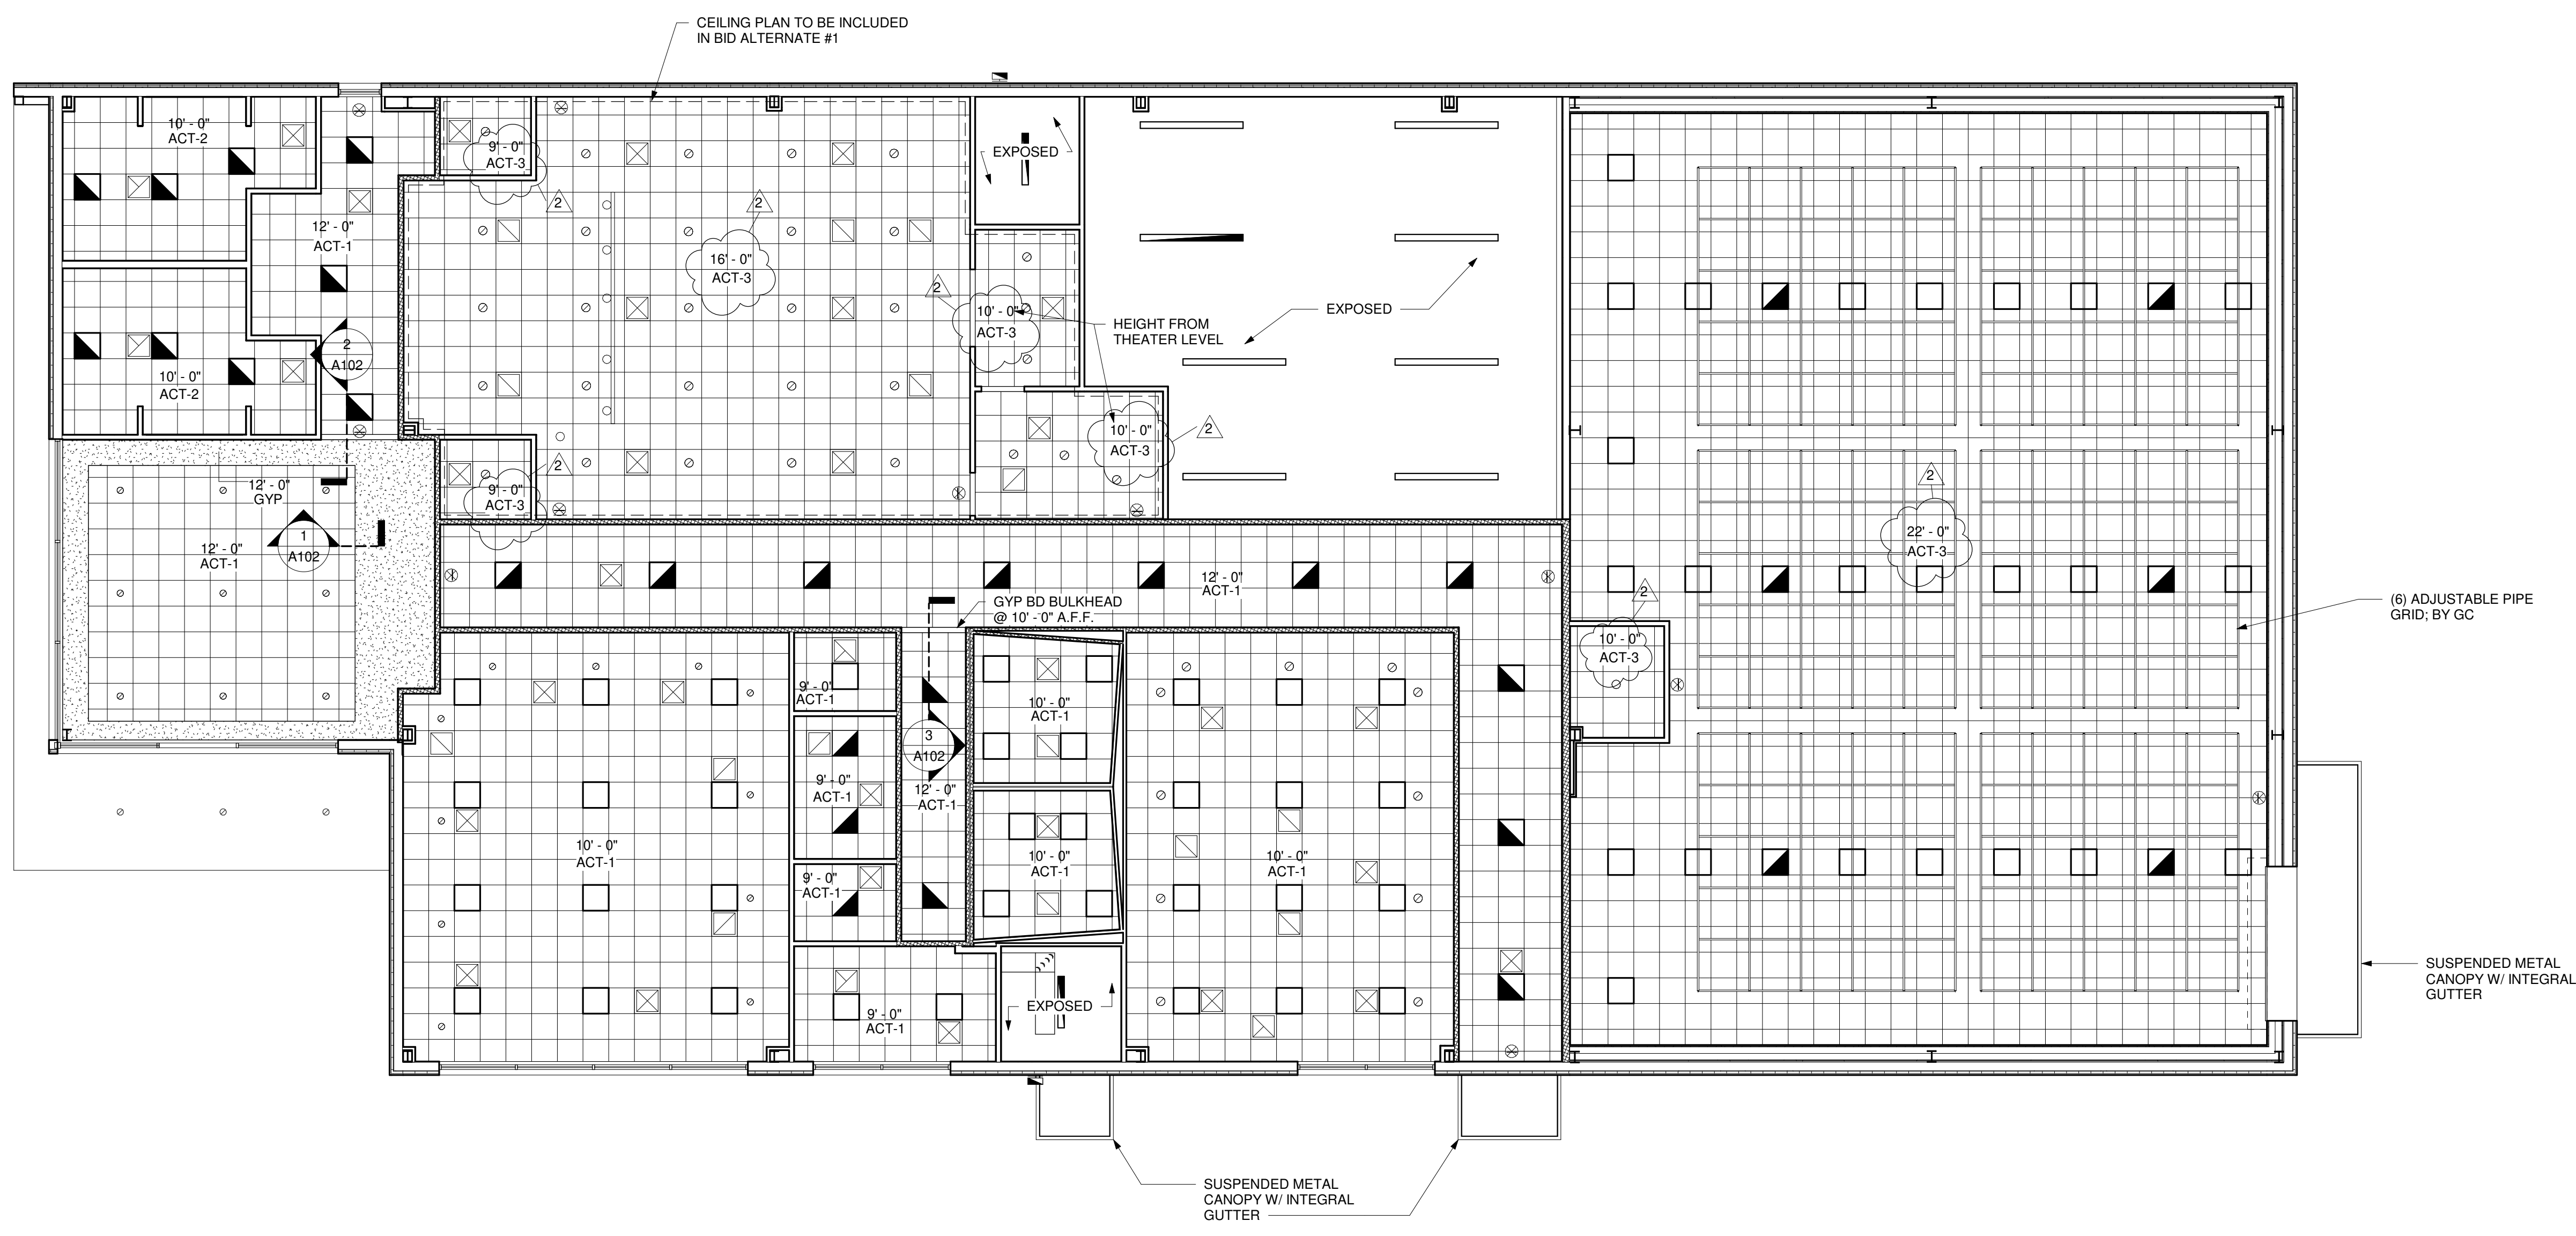 CEILING PLAN TO BE INCLUDED
IN BID ALTERNATE #1
10' - 0"
ACT-2
9' - 0"
ACT-3
EXPOSED
2
2
12' - 0"
ACT-1
16' - 0"
ACT-3
2
10' - 0"
ACT-3
HEIGHT FROM
THEATER LEVEL
EXPOSED
2
A102
10' - 0"
ACT-2
10' - 0"
ACT-3
2
2
9' - 0"
ACT-3
12' - 0"
GYP
1
A102
12' - 0"
ACT-1
2
22' - 0"
ACT-3
12' - 0"
ACT-1
2
GYP BD BULKHEAD
@ 10' - 0" A.F.F.
(6) ADJUSTABLE PIPE
GRID; BY GC
10' - 0"
ACT-3
9' - 0"
ACT-1
10' - 0"
ACT-1
3
A102
9' - 0"
ACT-1
12' - 0"
ACT-1
10' - 0"
ACT-1
10' - 0"
ACT-1
10' - 0"
ACT-1
9' - 0"
ACT-1
SUSPENDED METAL
CANOPY W/ INTEGRAL
GUTTER
EXPOSED
9' - 0"
ACT-1
SUSPENDED METAL
CANOPY W/ INTEGRAL
GUTTER